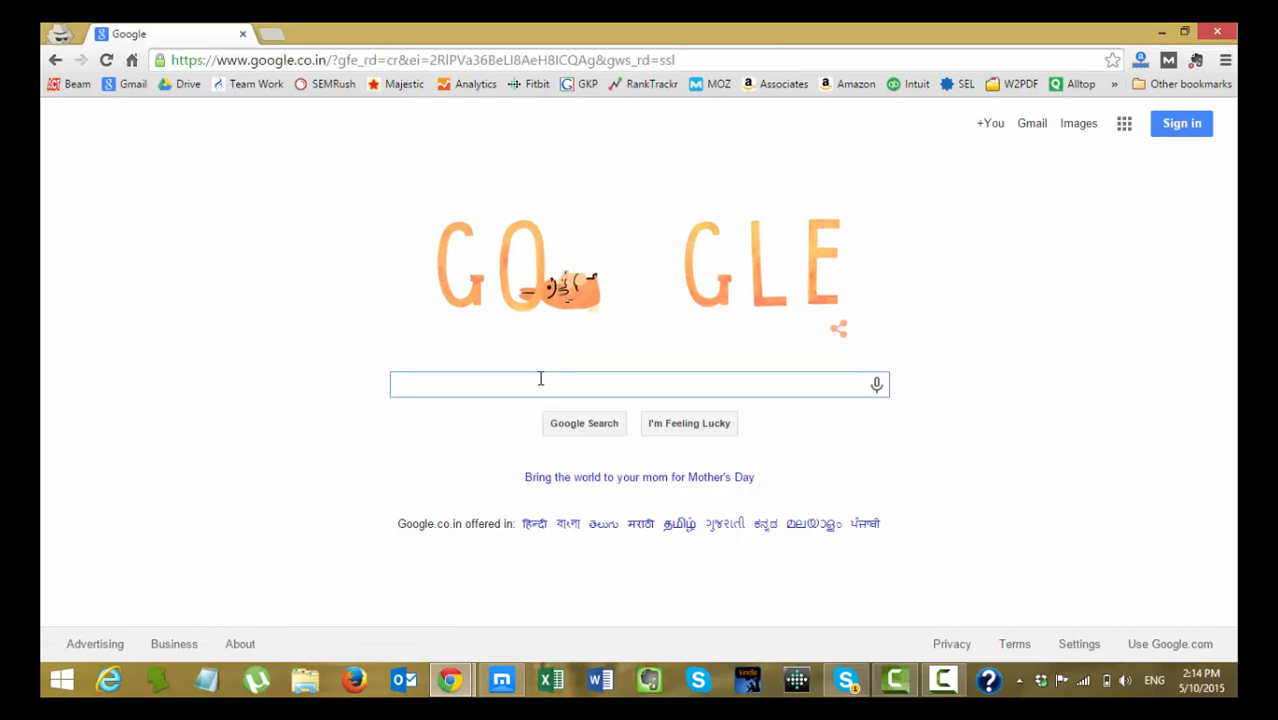 Google
https://www.google.co.in/?gfe_rd=cr&ei=2RlPVa36BeLI8AeH8ICQAg&gws_rd=ssl
Beam Gmail Drive Team Work SEMRush Majestic Analytics Fitbit GKP RankTrackr MOZ Associates Amazon Intuit SEL W2PDF Alltop » Other bookmarks
+You Gmail Images Sign in
GO GLE
Google Search I'm Feeling Lucky
Bring the world to your mom for Mother's Day
Google.co.in offered in: हिन्दी বাংলা తెలుగు मराठी தமிழ் ગુજરાતી ಕನ್ನಡ മലയാളം ਪੰਜਾਬੀ
Advertising Business About Privacy Terms Settings Use Google.com
ENG
2:14 PM
5/10/2015